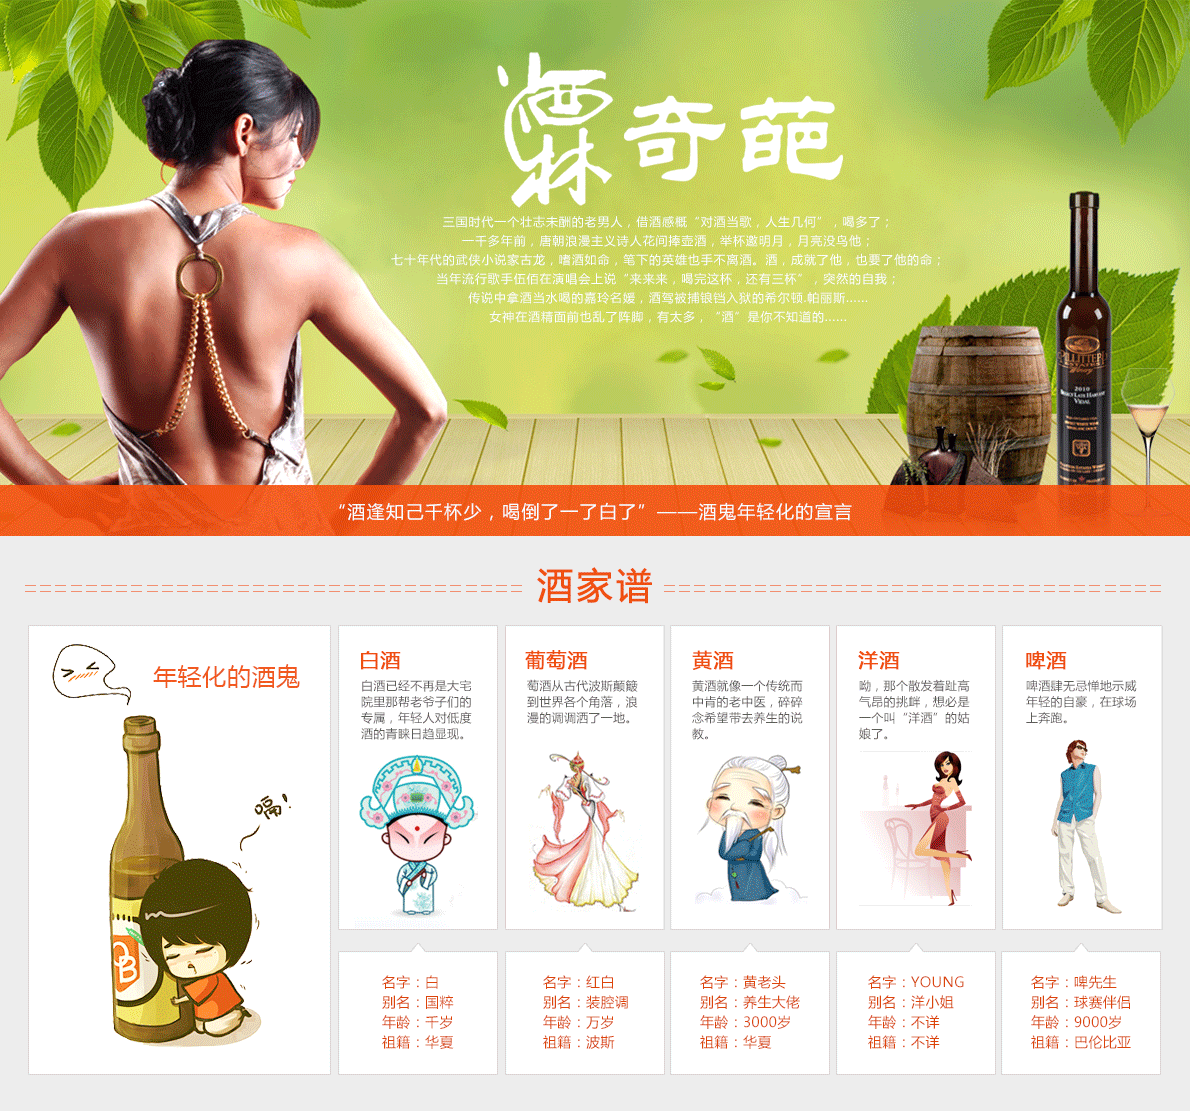 酒林奇葩
三国时代一个壮志未酬的老男人，借酒感慨“对酒当歌，人生几何”，喝多了；
一千多年前，唐朝浪漫主义诗人花间捧壶酒，举杯邀明月，月亮没鸟他；
七十年代的武侠小说家古龙，嗜酒如命，笔下的英雄也手不离酒。酒，成就了他，也要了他的命；
当年流行歌手伍佰在演唱会上说“来来来，喝完这杯，还有三杯”，突然的自我；
传说中拿酒当水喝的嘉玲名媛，酒驾被捕锒铛入狱的希尔顿.帕丽斯......
女神在酒精面前也乱了阵脚，有太多，“酒”是你不知道的......
PILLITTERI
Winery
2010
SELECT LATE HARVEST
VIDAL
“酒逢知己千杯少，喝倒了一了白了”——酒鬼年轻化的宣言
酒家谱
年轻化的酒鬼
嗝！
B
白酒
白酒已经不再是大宅
院里那帮老爷子们的
专属，年轻人对低度
酒的青睐日趋显现。
名字：白
别名：国粹
年龄：千岁
祖籍：华夏
葡萄酒
萄酒从古代波斯颠簸
到世界各个角落，浪
漫的调调洒了一地。
名字：红白
别名：装腔调
年龄：万岁
祖籍：波斯
黄酒
黄酒就像一个传统而
中肯的老中医，碎碎
念希望带去养生的说
教。
名字：黄老头
别名：养生大佬
年龄：3000岁
祖籍：华夏
洋酒
呦，那个散发着趾高
气昂的挑衅，想必是
一个叫“洋酒”的姑
娘了。
名字：YOUNG
别名：洋小姐
年龄：不详
祖籍：不详
啤酒
啤酒肆无忌惮地示威
年轻的自豪，在球场
上奔跑。
名字：啤先生
别名：球赛伴侣
年龄：9000岁
祖籍：巴伦比亚